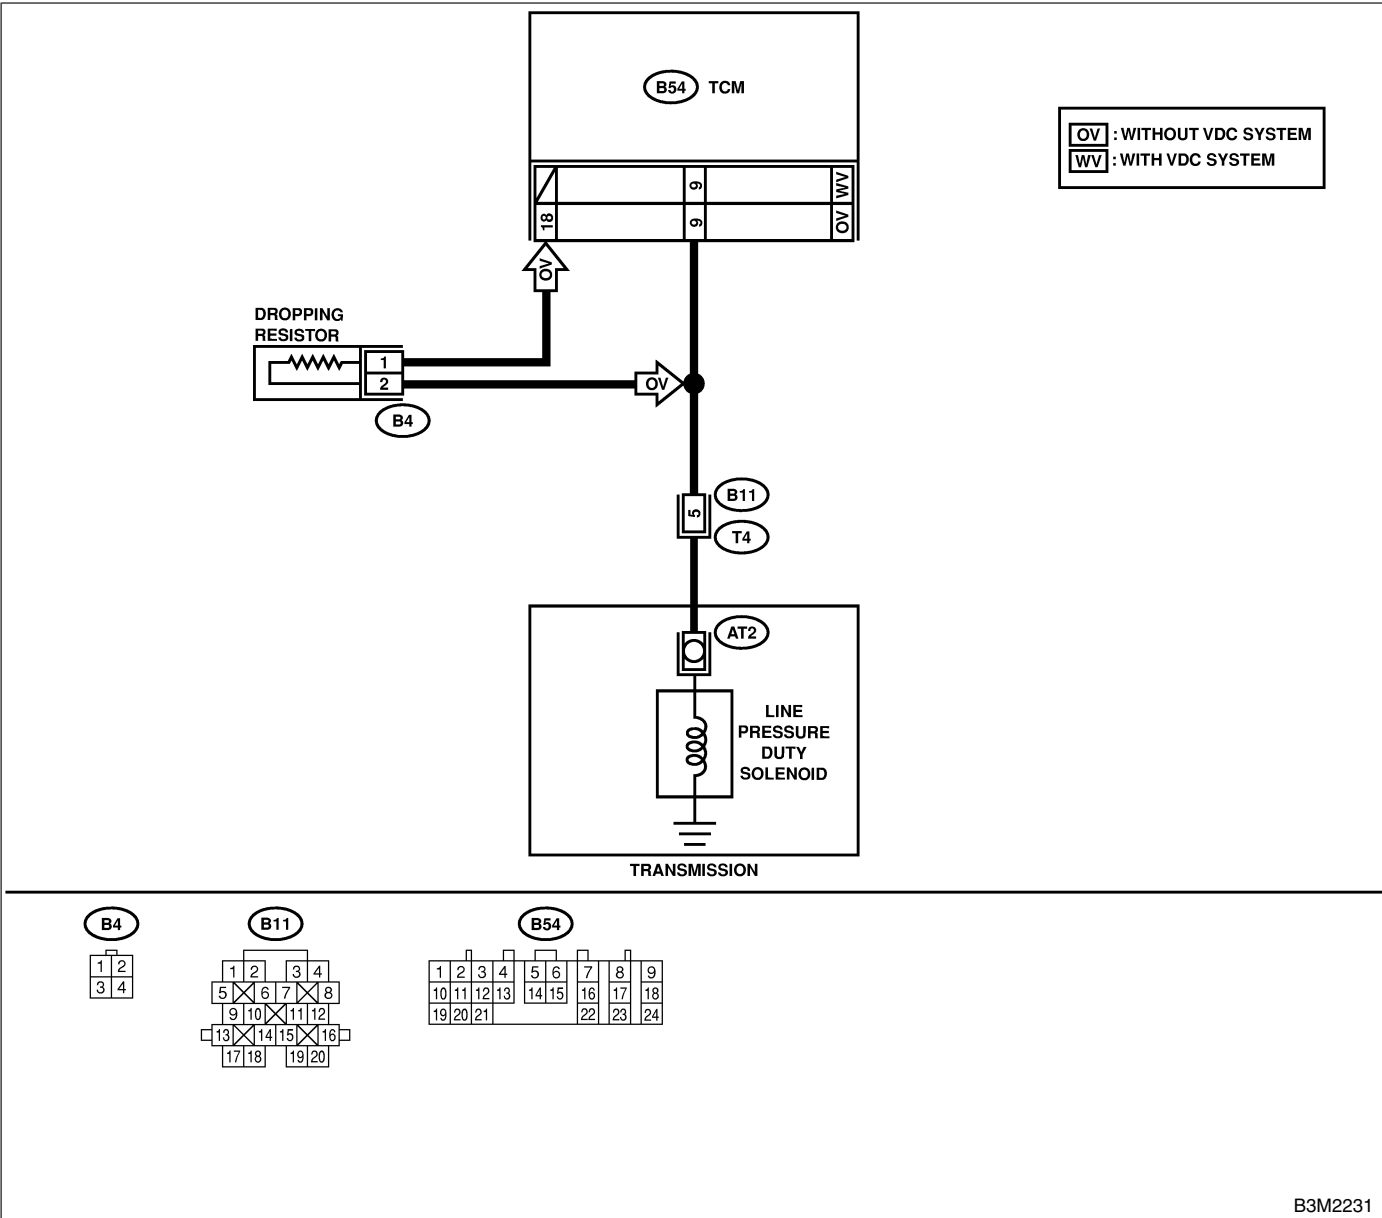 B54 TCM
OV : WITHOUT VDC SYSTEM
WV : WITH VDC SYSTEM
9 WV
18 9 OV
OV
DROPPING
RESISTOR
1
2
OV
B4
B11
5
T4
AT2
LINE
PRESSURE
DUTY
SOLENOID
TRANSMISSION
B4
1 2
3 4
B11
1 2 3 4
5 6 7 8
9 10 11 12
13 14 15 16
17 18 19 20
B54
1 2 3 4 5 6 7 8 9
10 11 12 13 14 15 16 17 18
19 20 21 22 23 24
B3M2231